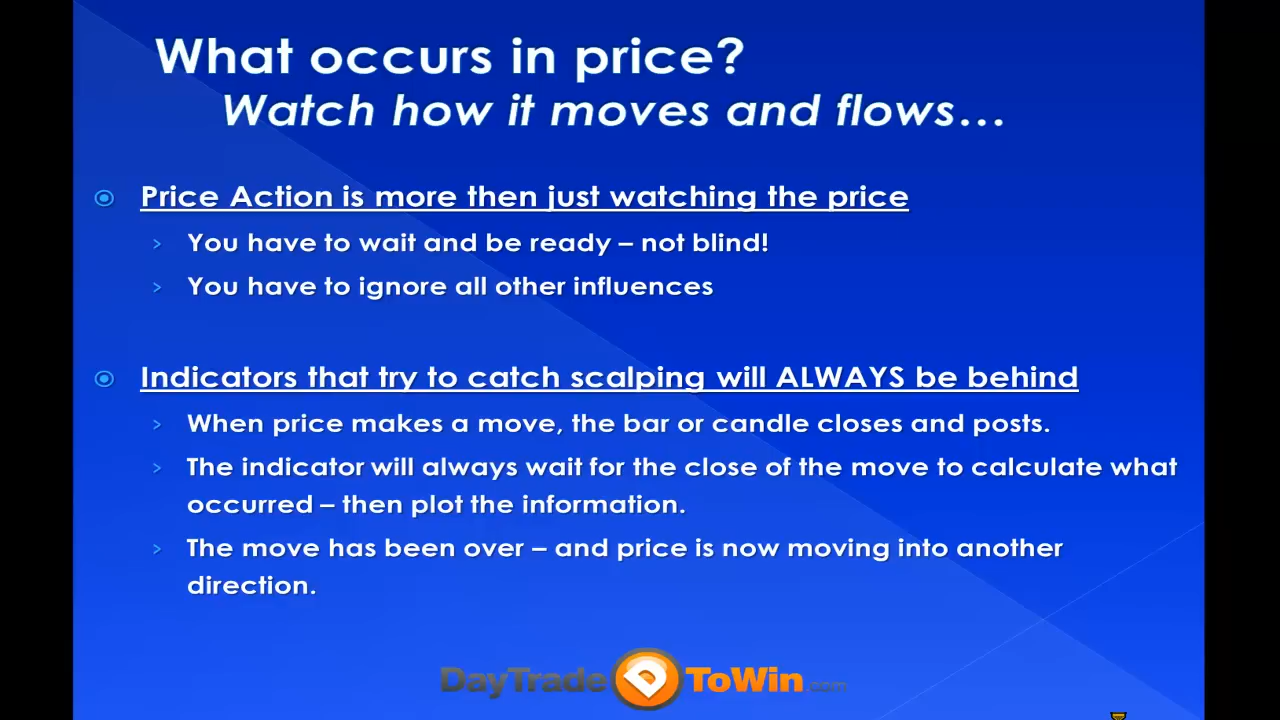 What occurs in price?
Watch how it moves and flows…
Price Action is more then just watching the price
You have to wait and be ready – not blind!
You have to ignore all other influences
Indicators that try to catch scalping will ALWAYS be behind
When price makes a move, the bar or candle closes and posts.
The indicator will always wait for the close of the move to calculate what
occurred – then plot the information.
The move has been over – and price is now moving into another
direction.
DayTradeToWin.com